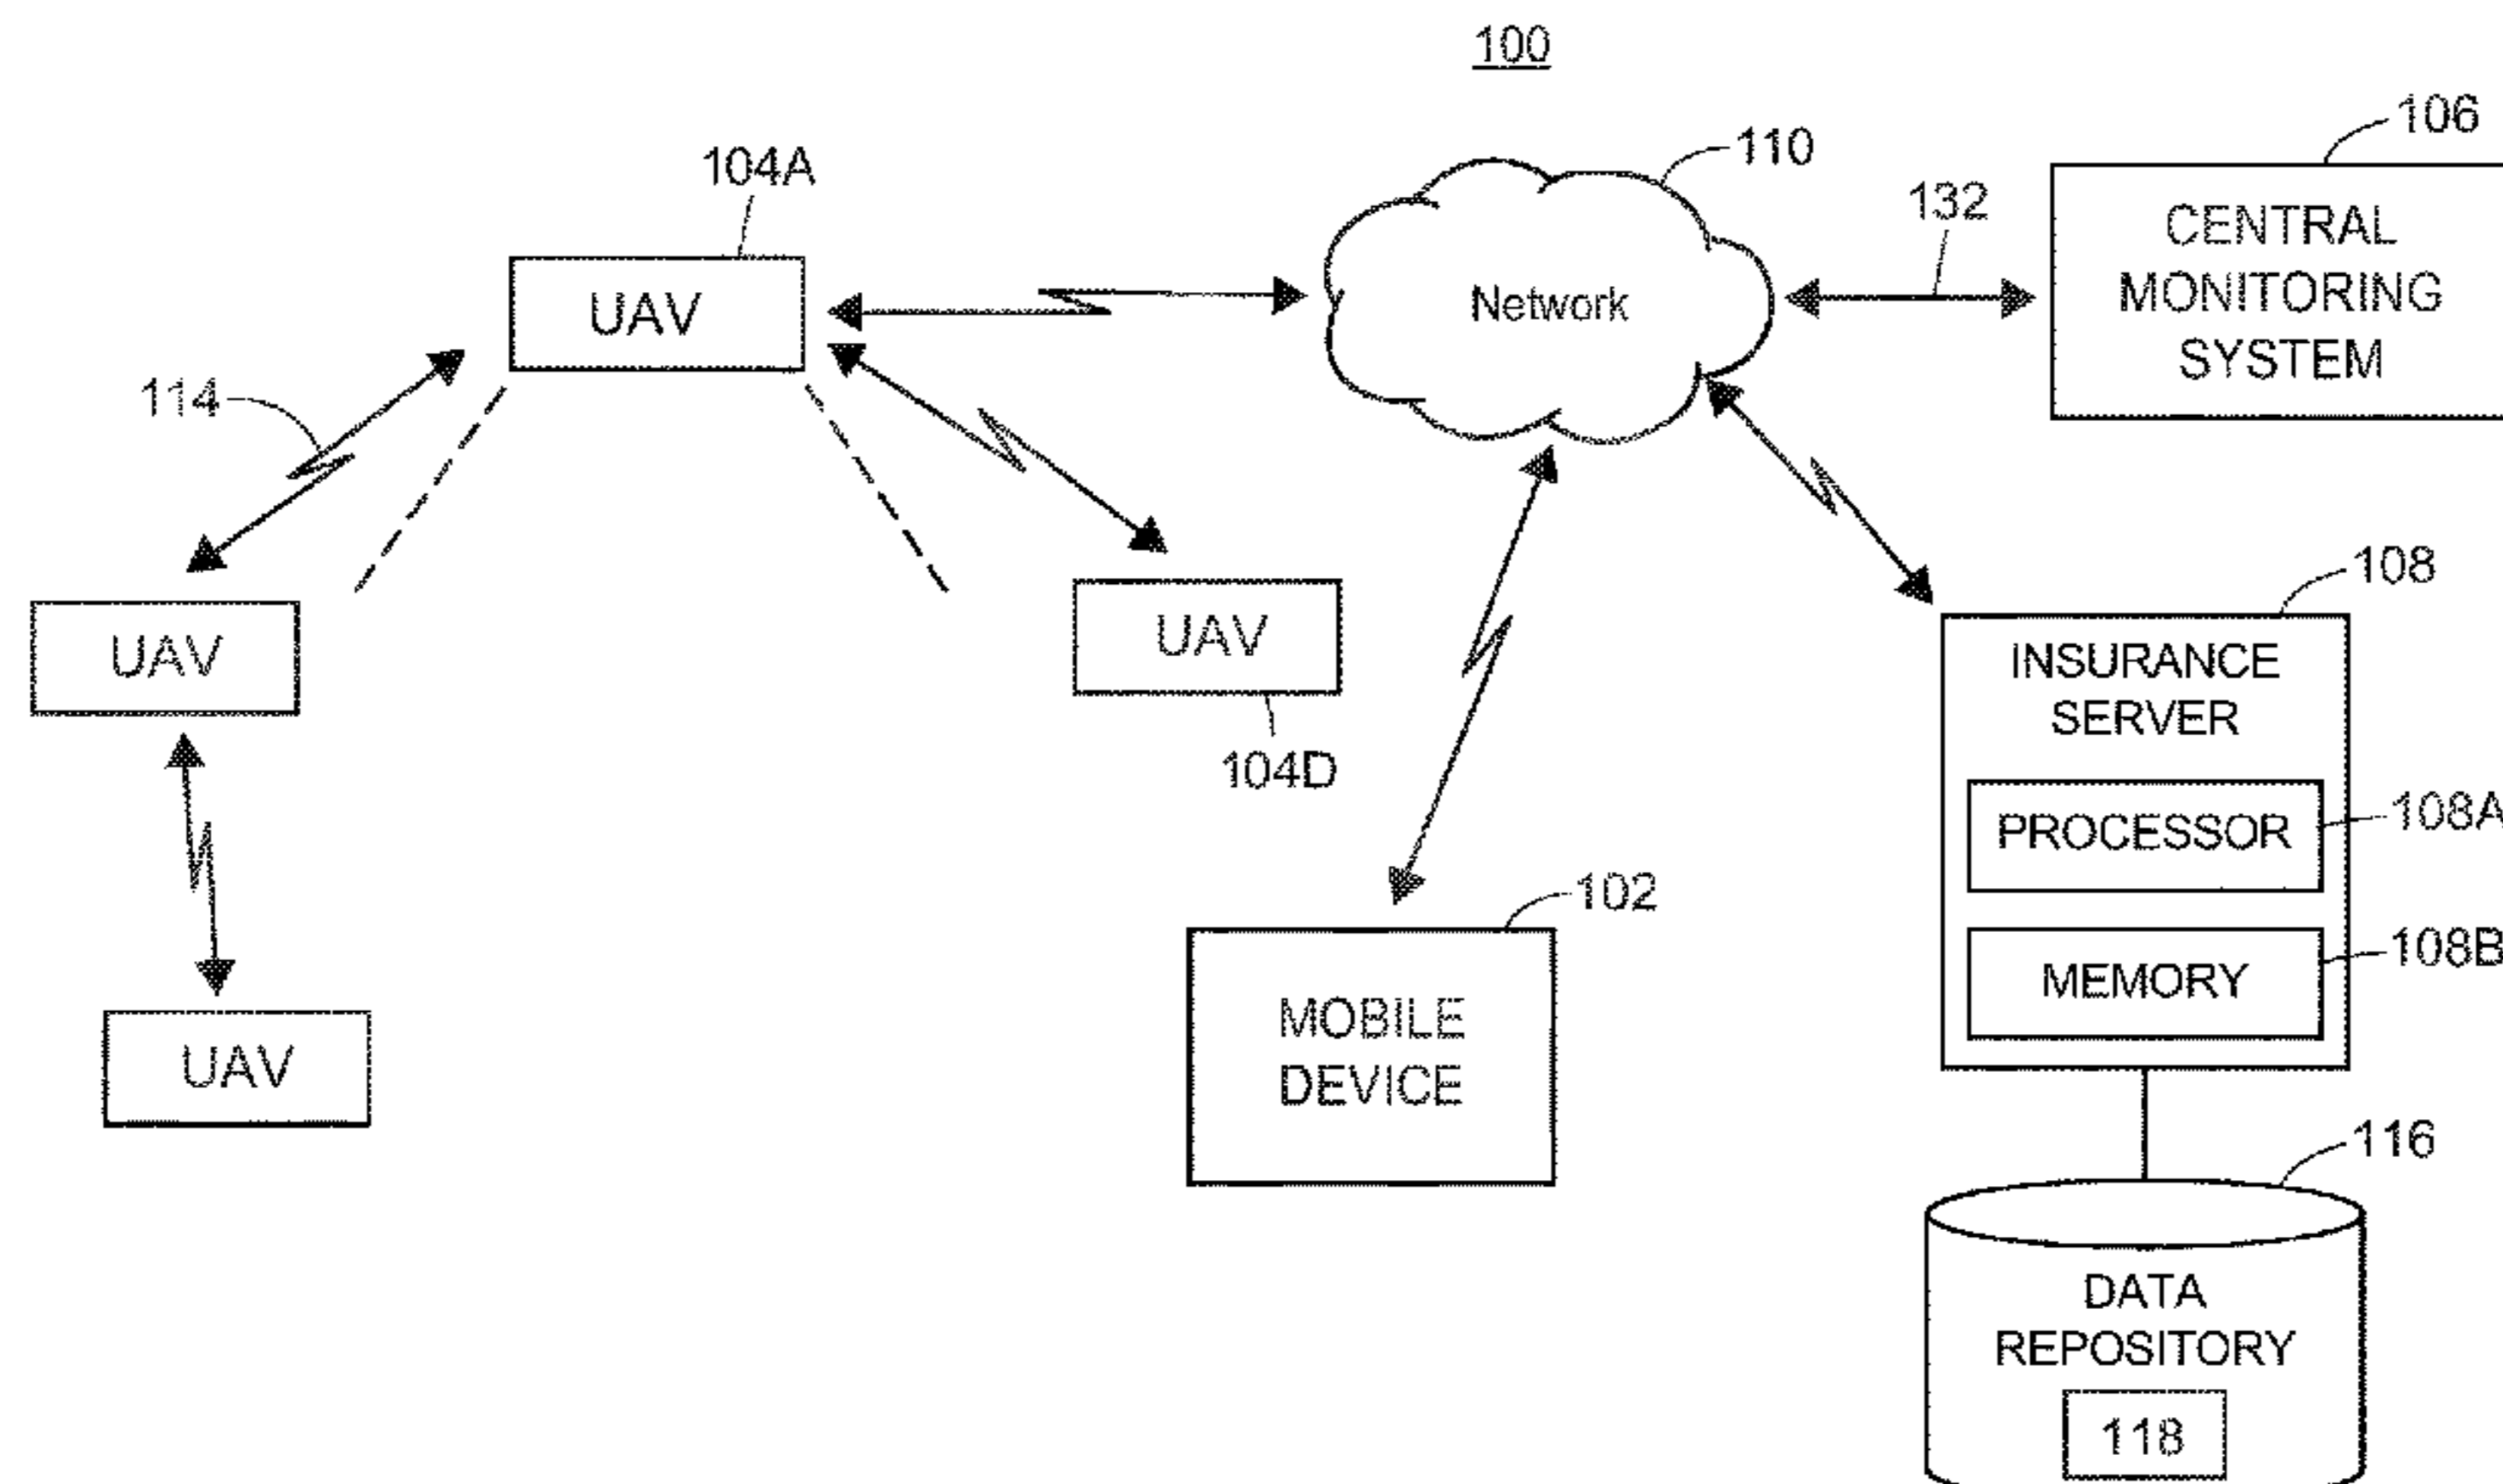 100
106
110
104A
132
CENTRAL
MONITORING
SYSTEM
UAV
Network
114
108
UAV
UAV
INSURANCE
SERVER
104D
108A
PROCESSOR
102
108B
MEMORY
MOBILE
DEVICE
UAV
116
DATA
REPOSITORY
118